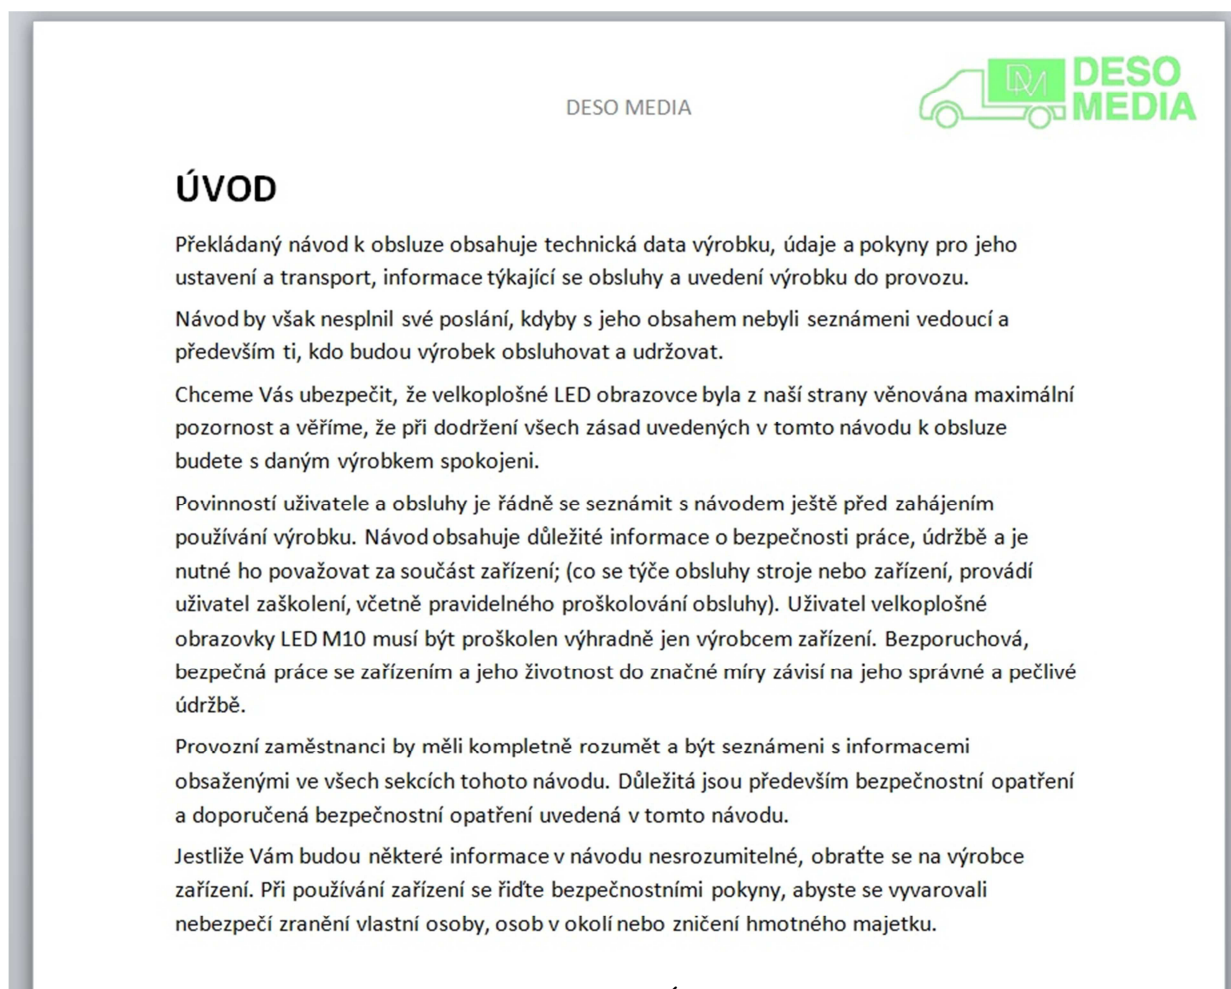 DESO MEDIA
DM
DESO
MEDIA
ÚVOD
Překládaný návod k obsluze obsahuje technická data výrobku, údaje a pokyny pro jeho
ustavení a transport, informace týkající se obsluhy a uvedení výrobku do provozu.
Návod by však nesplnil své poslání, kdyby s jeho obsahem nebyli seznámeni vedoucí a
především ti, kdo budou výrobek obsluhovat a udržovat.
Chceme Vás ubezpečit, že velkoplošné LED obrazovce byla z naší strany věnována maximální
pozornost a věříme, že při dodržení všech zásad uvedených v tomto návodu k obsluze
budete s daným výrobkem spokojeni.
Povinností uživatele a obsluhy je řádně se seznámit s návodem ještě před zahájením
používání výrobku. Návod obsahuje důležité informace o bezpečnosti práce, údržbě a je
nutné ho považovat za součást zařízení; (co se týče obsluhy stroje nebo zařízení, provádí
uživatel zaškolení, včetně pravidelného proškolování obsluhy). Uživatel velkoplošné
obrazovky LED M10 musí být proškolen výhradně jen výrobcem zařízení. Bezporuchová,
bezpečná práce se zařízením a jeho životnost do značné míry závisí na jeho správné a pečlivé
údržbě.
Provozní zaměstnanci by měli kompletně rozumět a být seznámeni s informacemi
obsaženými ve všech sekcích tohoto návodu. Důležitá jsou především bezpečnostní opatření
a doporučená bezpečnostní opatření uvedená v tomto návodu.
Jestliže Vám budou některé informace v návodu nesrozumitelné, obraťte se na výrobce
zařízení. Při používání zařízení se řiďte bezpečnostními pokyny, abyste se vyvarovali
nebezpečí zranění vlastní osoby, osob v okolí nebo zničení hmotného majetku.